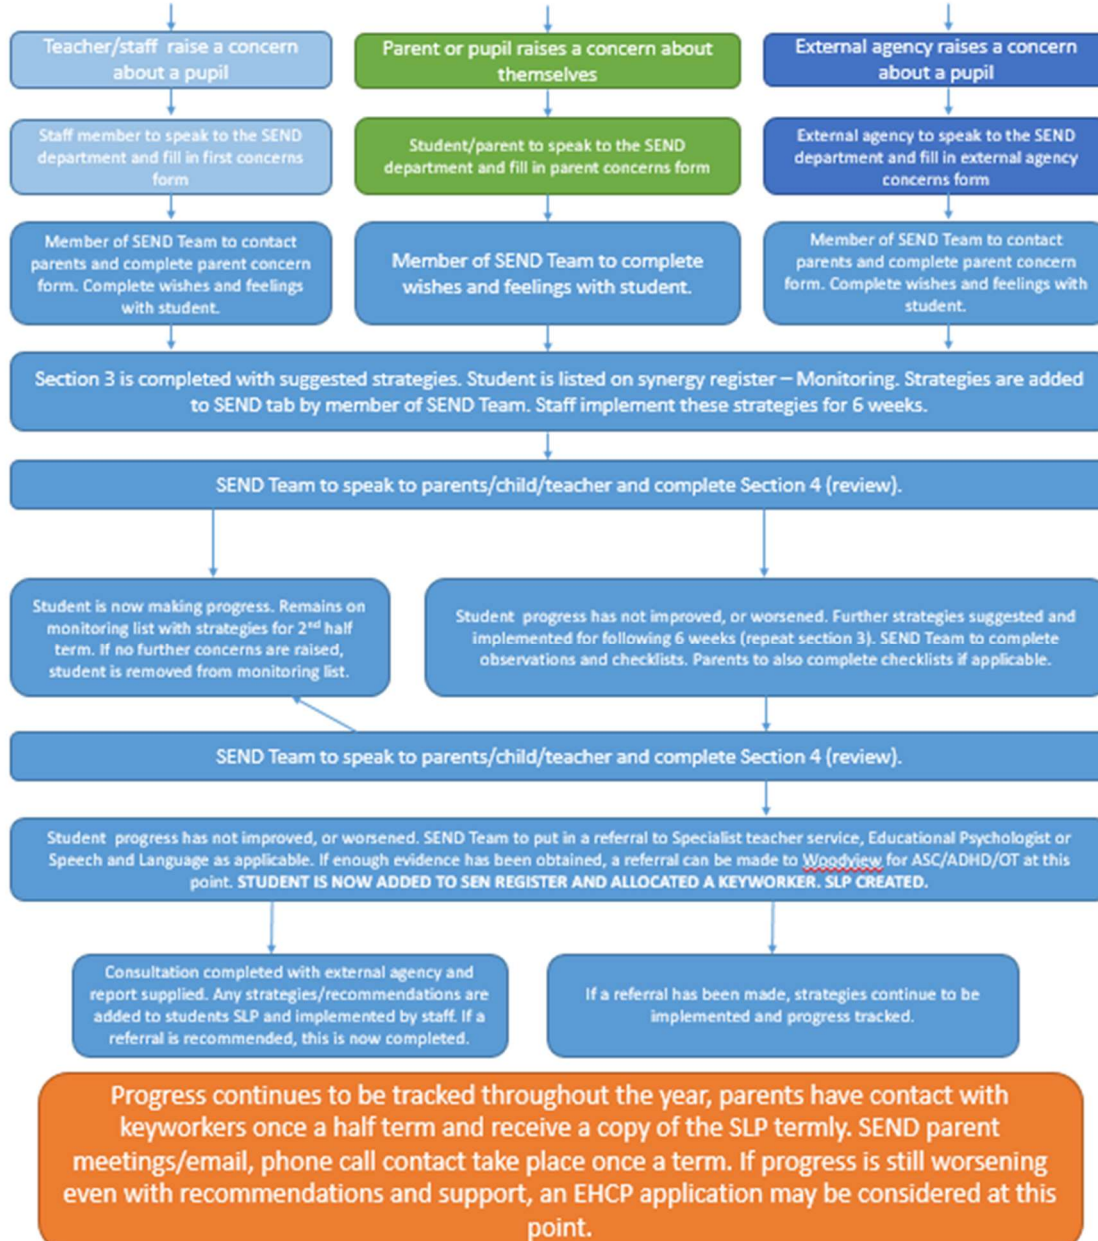 Teacher/staff raise a concern
about a pupil
Parent or pupil raises a concern about
themselves
External agency raises a concern
about a pupil
Staff member to speak to the SEND
department and fill in first concerns
form
Student/parent to speak to the SEND
department and fill in parent concerns form
External agency to speak to the SEND
department and fill in external agency
concerns form
Member of SEND Team to contact
parents and complete parent concern
form. Complete wishes and feelings
with student.
Member of SEND Team to complete
wishes and feelings with student.
Member of SEND Team to contact
parents and complete parent concern
form. Complete wishes and feelings with
student.
Section 3 is completed with suggested strategies. Student is listed on synergy register – Monitoring. Strategies are added
to SEND tab by member of SEND Team. Staff implement these strategies for 6 weeks.
SEND Team to speak to parents/child/teacher and complete Section 4 (review).
Student is now making progress. Remains on
monitoring list with strategies for 2nd half
term. If no further concerns are raised,
student is removed from monitoring list.
Student progress has not improved, or worsened. Further strategies suggested and
implemented for following 6 weeks (repeat section 3). SEND Team to complete
observations and checklists. Parents to also complete checklists if applicable.
SEND Team to speak to parents/child/teacher and complete Section 4 (review).
Student progress has not improved, or worsened. SEND Team to put in a referral to Specialist teacher service, Educational Psychologist or
Speech and Language as applicable. If enough evidence has been obtained, a referral can be made to Woodview for ASC/ADHD/OT at this
point. STUDENT IS NOW ADDED TO SEN REGISTER AND ALLOCATED A KEYWORKER. SLP CREATED.
Consultation completed with external agency and
report supplied. Any strategies/recommendations are
added to students SLP and implemented by staff. If a
referral is recommended, this is now completed.
If a referral has been made, strategies continue to be
implemented and progress tracked.
Progress continues to be tracked throughout the year, parents have contact with
keyworkers once a half term and receive a copy of the SLP termly. SEND parent
meetings/email, phone call contact take place once a term. If progress is still worsening
even with recommendations and support, an EHCP application may be considered at this
point.